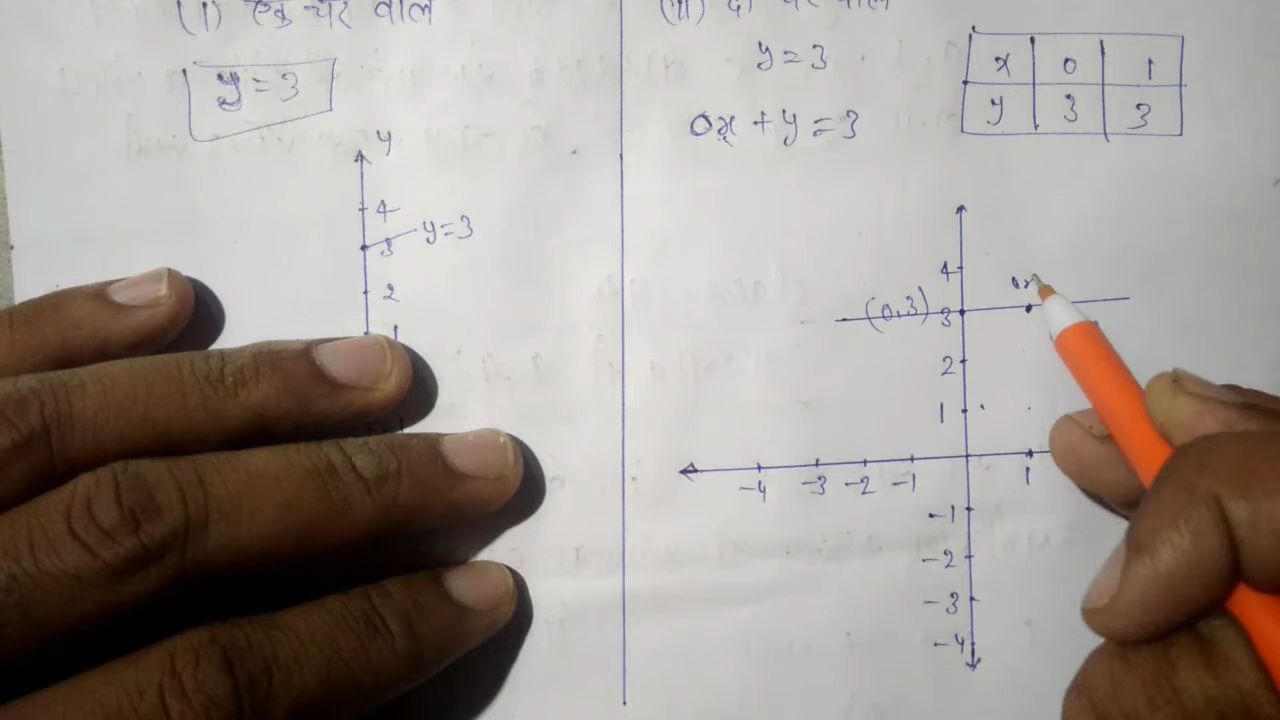 (I) एक चर वाले
y = 3
y
4
3 y=3
2
1
(II) दो चर वाले
y = 3
0x + y = 3
x 0 1
y 3 3
4
(0,3) 3
2
1
-4 -3 -2 -1 1
-1
-2
-3
-4